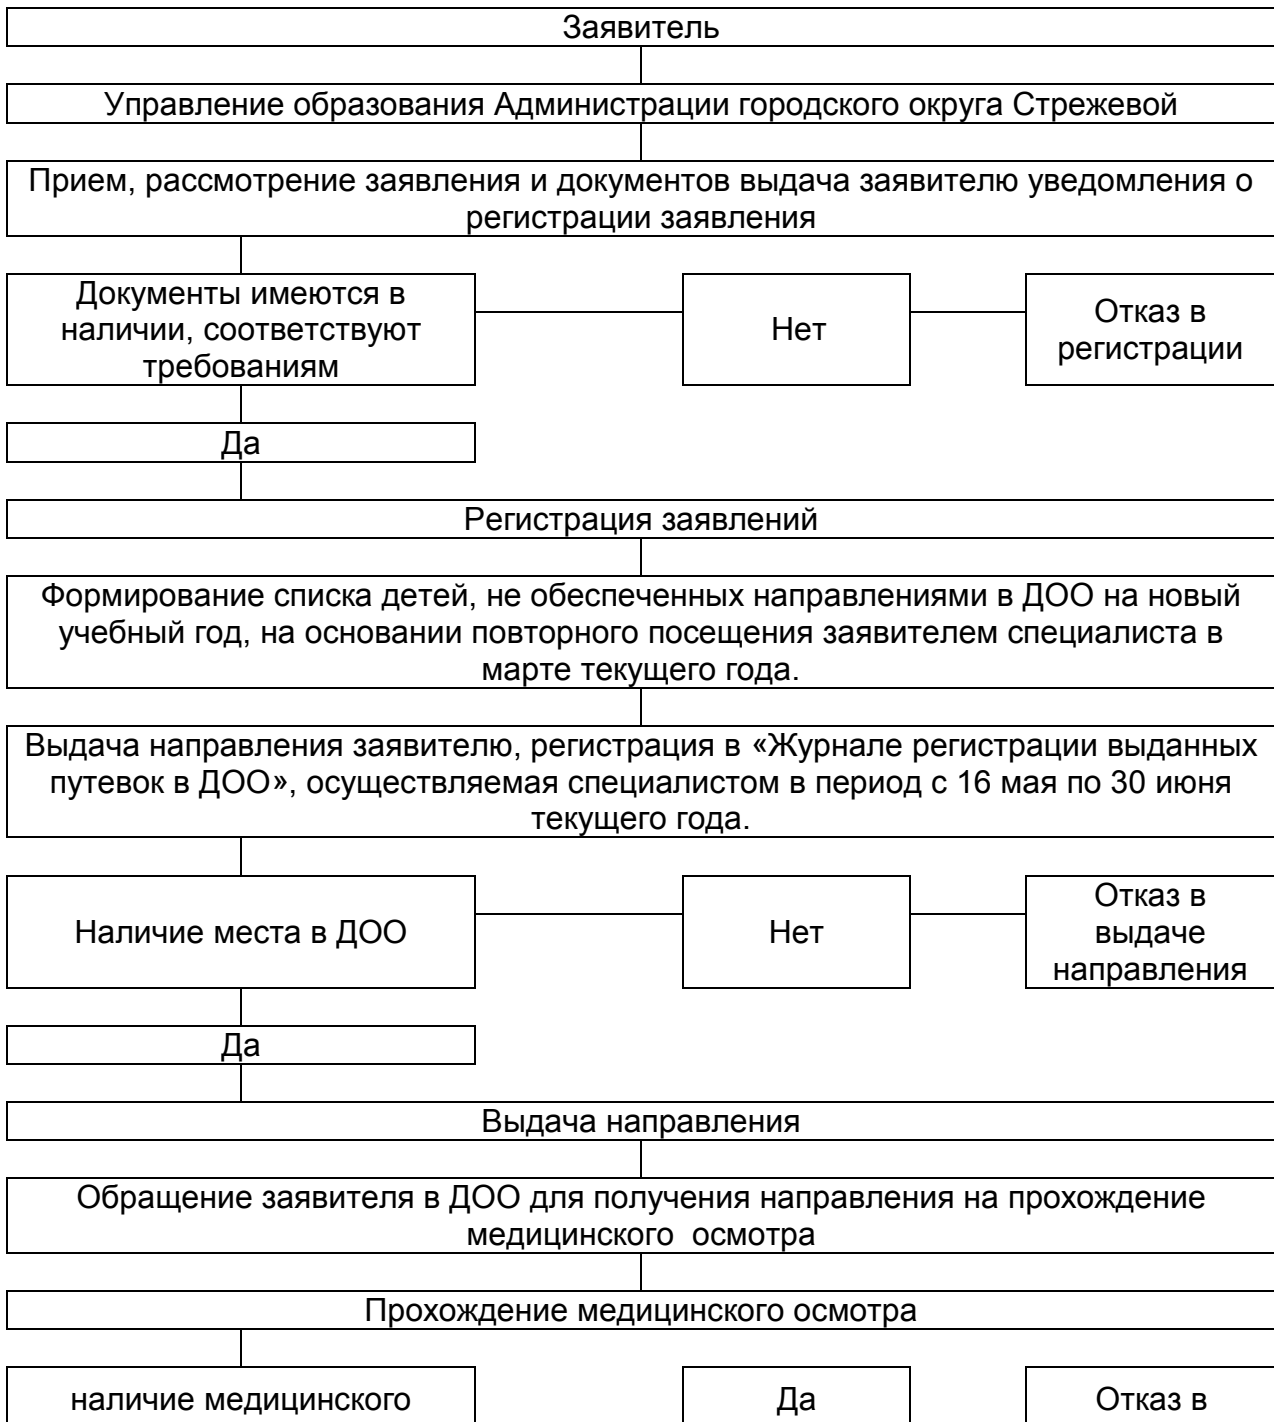 Заявитель
Управление образования Администрации городского округа Стрежевой
Прием, рассмотрение заявления и документов выдача заявителю уведомления о
регистрации заявления
Документы имеются в
наличии, соответствуют
требованиям
Нет
Отказ в
регистрации
Да
Регистрация заявлений
Формирование списка детей, не обеспеченных направлениями в ДОО на новый
учебный год, на основании повторного посещения заявителем специалиста в
марте текущего года.
Выдача направления заявителю, регистрация в «Журнале регистрации выданных
путевок в ДОО», осуществляемая специалистом в период с 16 мая по 30 июня
текущего года.
Наличие места в ДОО
Нет
Отказ в
выдаче
направления
Да
Выдача направления
Обращение заявителя в ДОО для получения направления на прохождение
медицинского  осмотра
Прохождение медицинского осмотра
наличие медицинского
Да
Отказ в